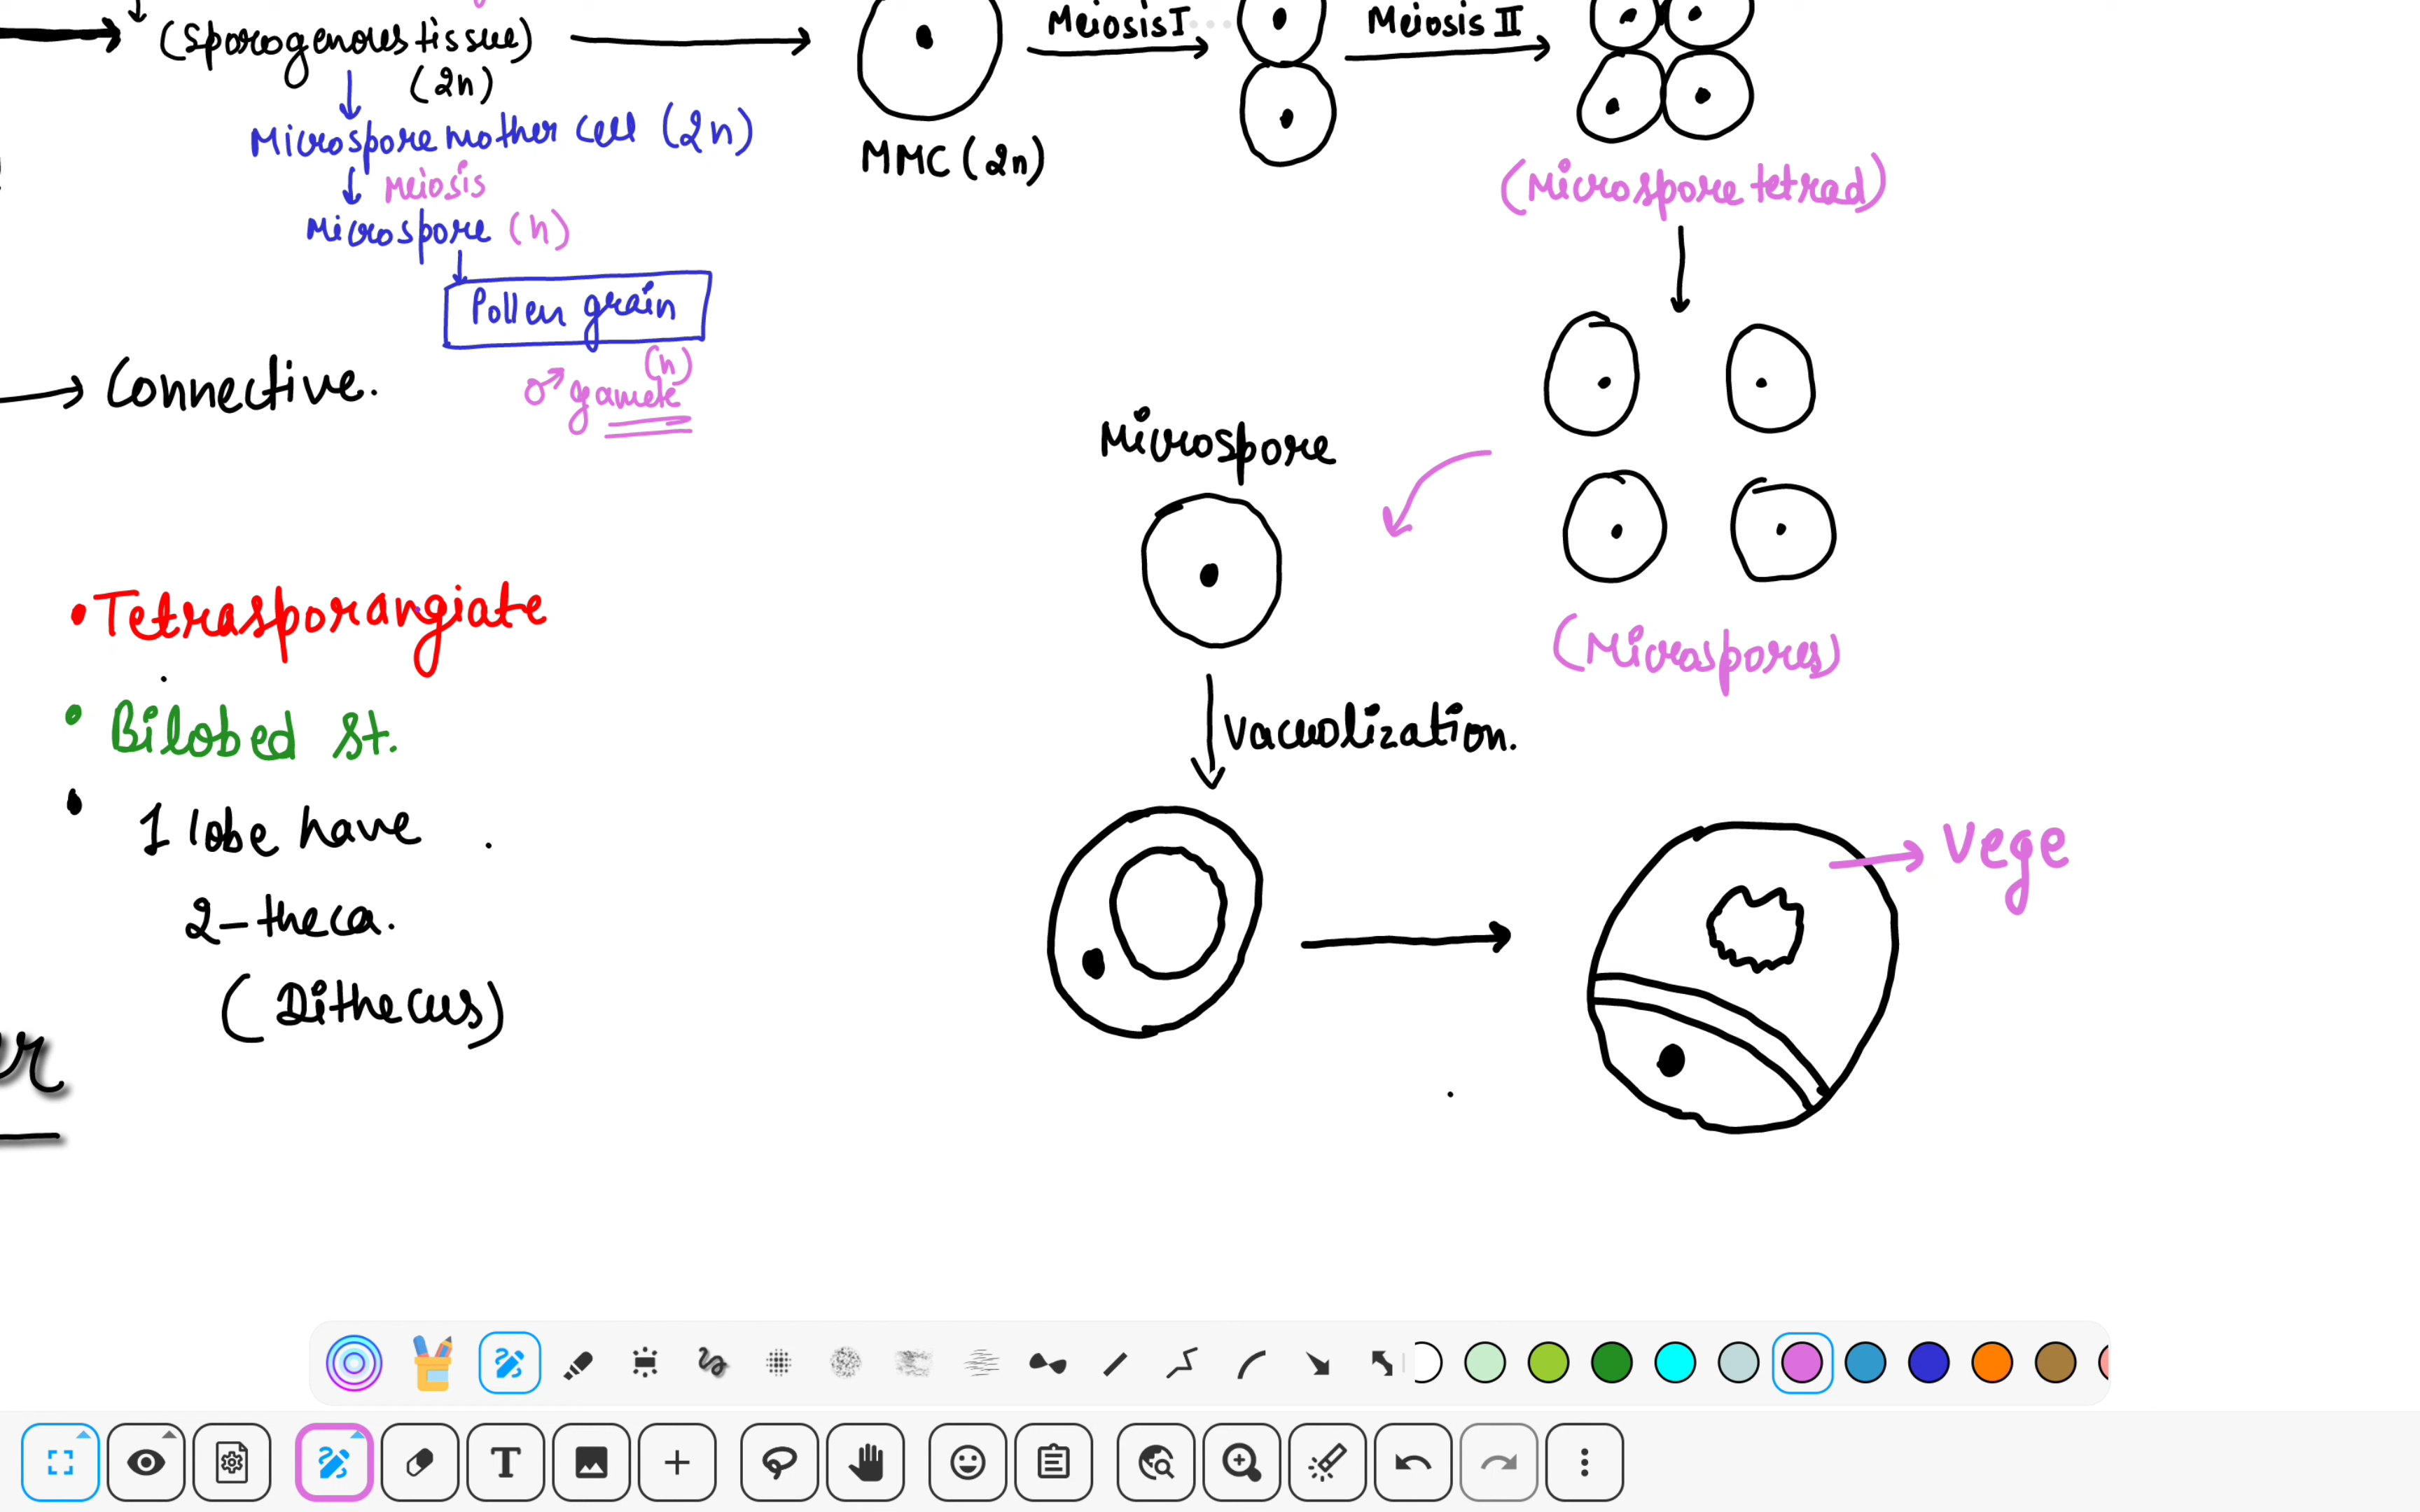 (Sporogenous tissue)
(2n)
Microspore mother cell (2n)
Meiosis
Microspore (n)
Pollen grain
(n)
♂ gamete
Connective.
• Tetrasporangiate
• Bilobed st.
• 1 lobe have
2-theca.
(Dithecus)
Meiosis I
Meiosis II
MMC (2n)
(Microspore tetrad)
Microspore
(Microspores)
Vacuolization.
Vege
T